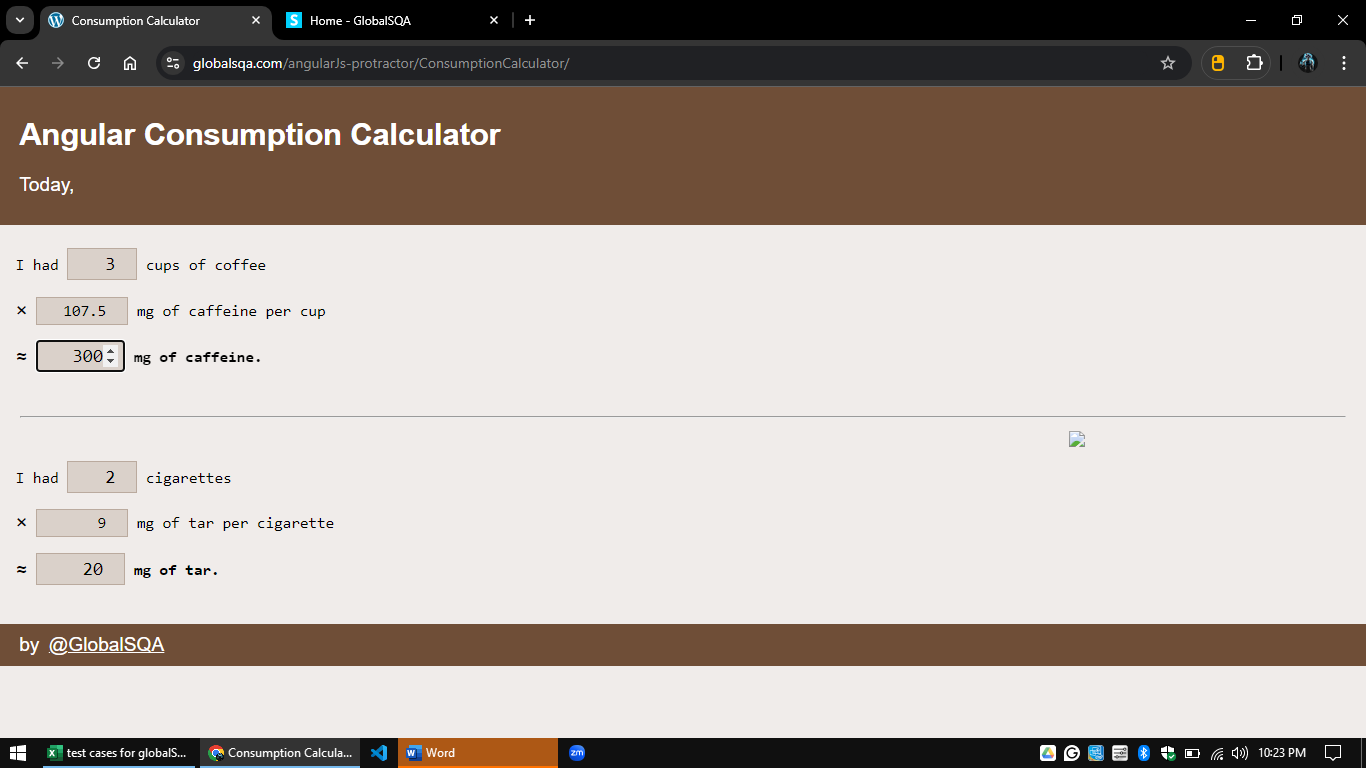 Consumption Calculator
Home - GlobalSQA
globalsqa.com/angularJs-protractor/ConsumptionCalculator/
Angular Consumption Calculator
Today,
I had 3 cups of coffee
× 107.5 mg of caffeine per cup
≈ 300 mg of caffeine.
I had 2 cigarettes
× 9 mg of tar per cigarette
≈ 20 mg of tar.
by @GlobalSQA
test cases for globalS...
Consumption Calcula...
Word
zm
10:23 PM